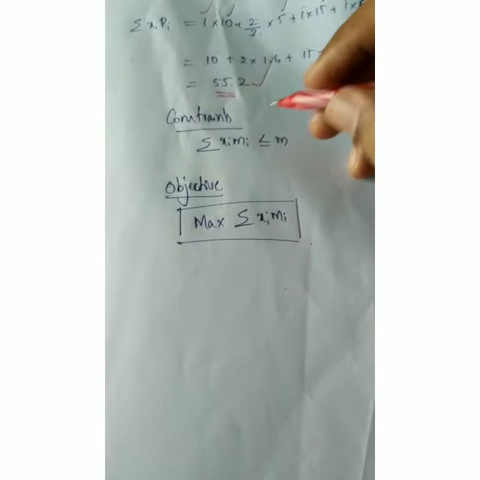 Σ xiPi = 1 × 10 + 2/3 × 5 + 1 × 15 + 1 ×
= 10 + 2 × 1.6 + 15
= 55.2 ✓
Constraints
Σ ximi ≤ m
Objective
Max Σ ximi